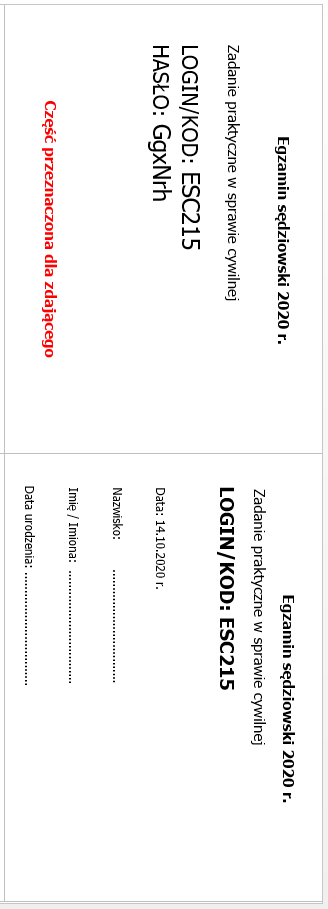 Egzamin sędziowski 2020 r.
Zadanie praktyczne w sprawie cywilnej
LOGIN/KOD: ESC215
HASŁO: GgxNrh
Część przeznaczona dla zdającego
Egzamin sędziowski 2020 r.
Zadanie praktyczne w sprawie cywilnej
LOGIN/KOD: ESC215
Data: 14.10.2020 r.
Nazwisko: ..............................
Imię / Imiona: ..............................
Data urodzenia: ..............................